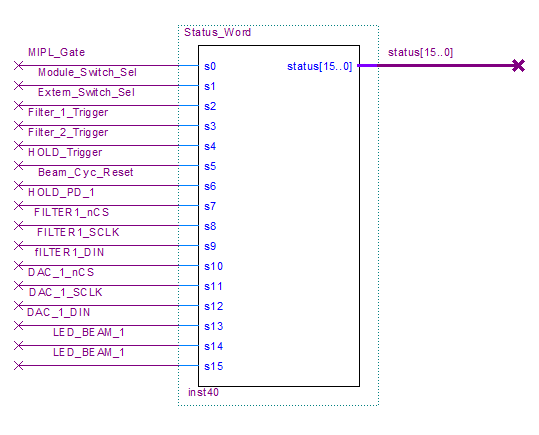 Status_Word
MIPL_Gate
status[15..0]
s0
status[15..0]
Module_Switch_Sel
s1
Extern_Switch_Sel
s2
Filter_1_Trigger
s3
Filter_2_Trigger
s4
HOLD_Trigger
s5
Beam_Cyc_Reset
s6
HOLD_PD_1
s7
FILTER1_nCS
s8
FILTER1_SCLK
s9
fILTER1_DIN
s10
DAC_1_nCS
s11
DAC_1_SCLK
s12
DAC_1_DIN
s13
LED_BEAM_1
s14
LED_BEAM_1
s15
inst40